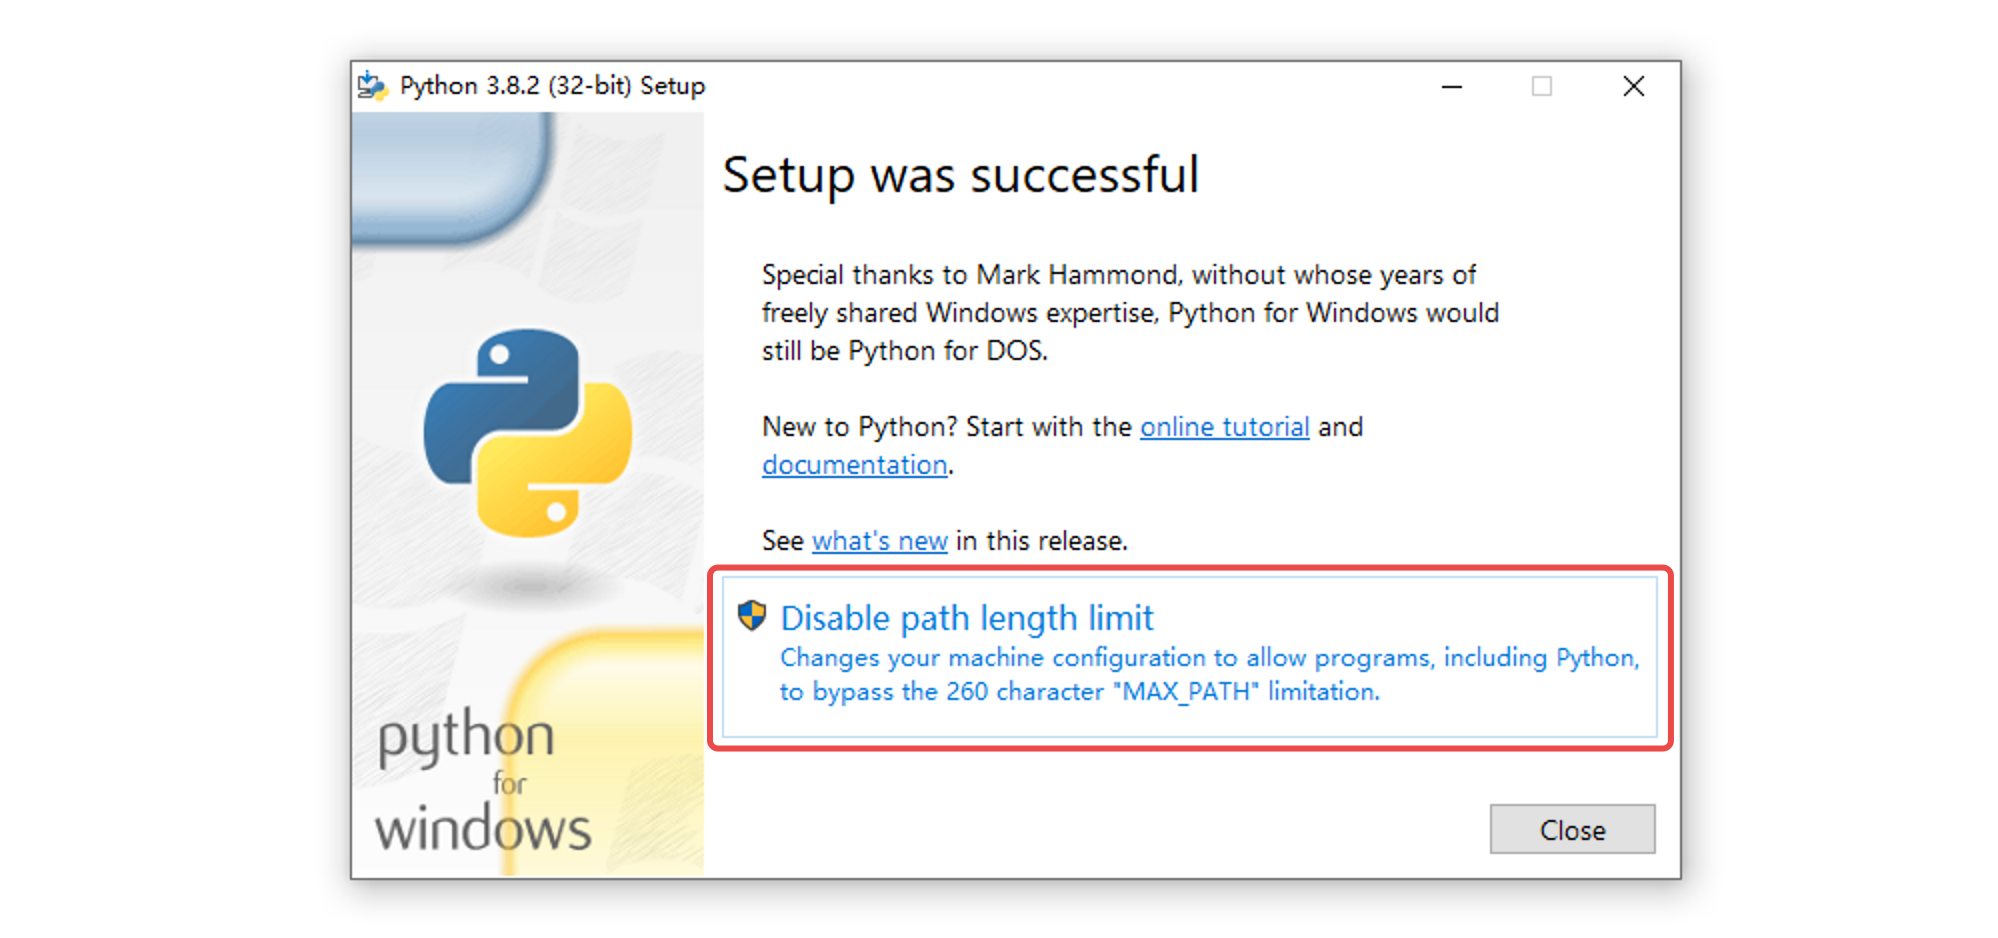 Python 3.8.2 (32-bit) Setup
Setup was successful
Special thanks to Mark Hammond, without whose years of
freely shared Windows expertise, Python for Windows would
still be Python for DOS.
New to Python? Start with the online tutorial and
documentation.
See what's new in this release.
Disable path length limit
Changes your machine configuration to allow programs, including Python,
to bypass the 260 character "MAX_PATH" limitation.
python
for
windows
Close